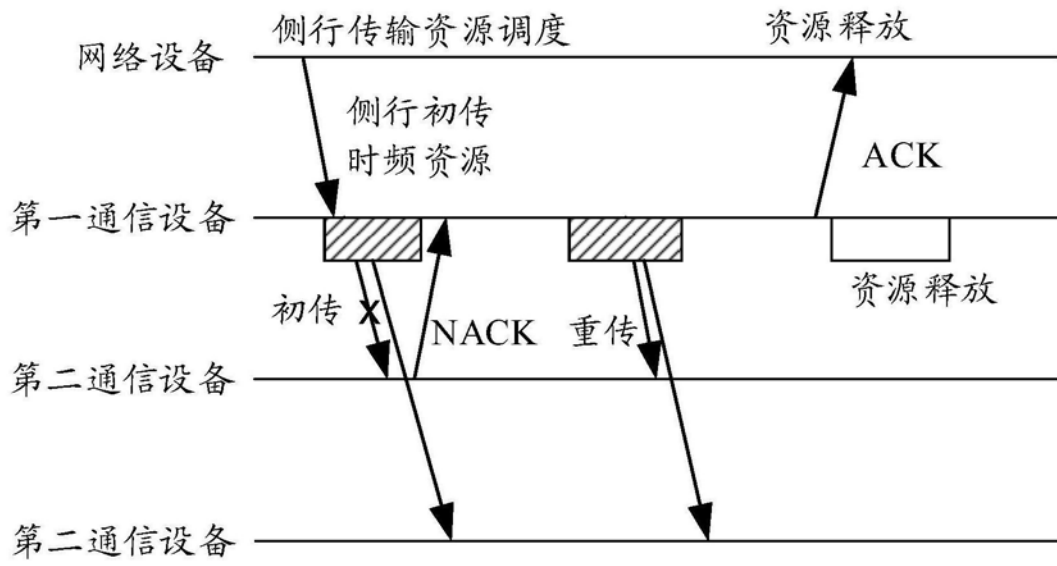 侧行传输资源调度
资源释放
网络设备
侧行初传
时频资源
ACK
第一通信设备
资源释放
初传
X
NACK
重传
第二通信设备
第二通信设备